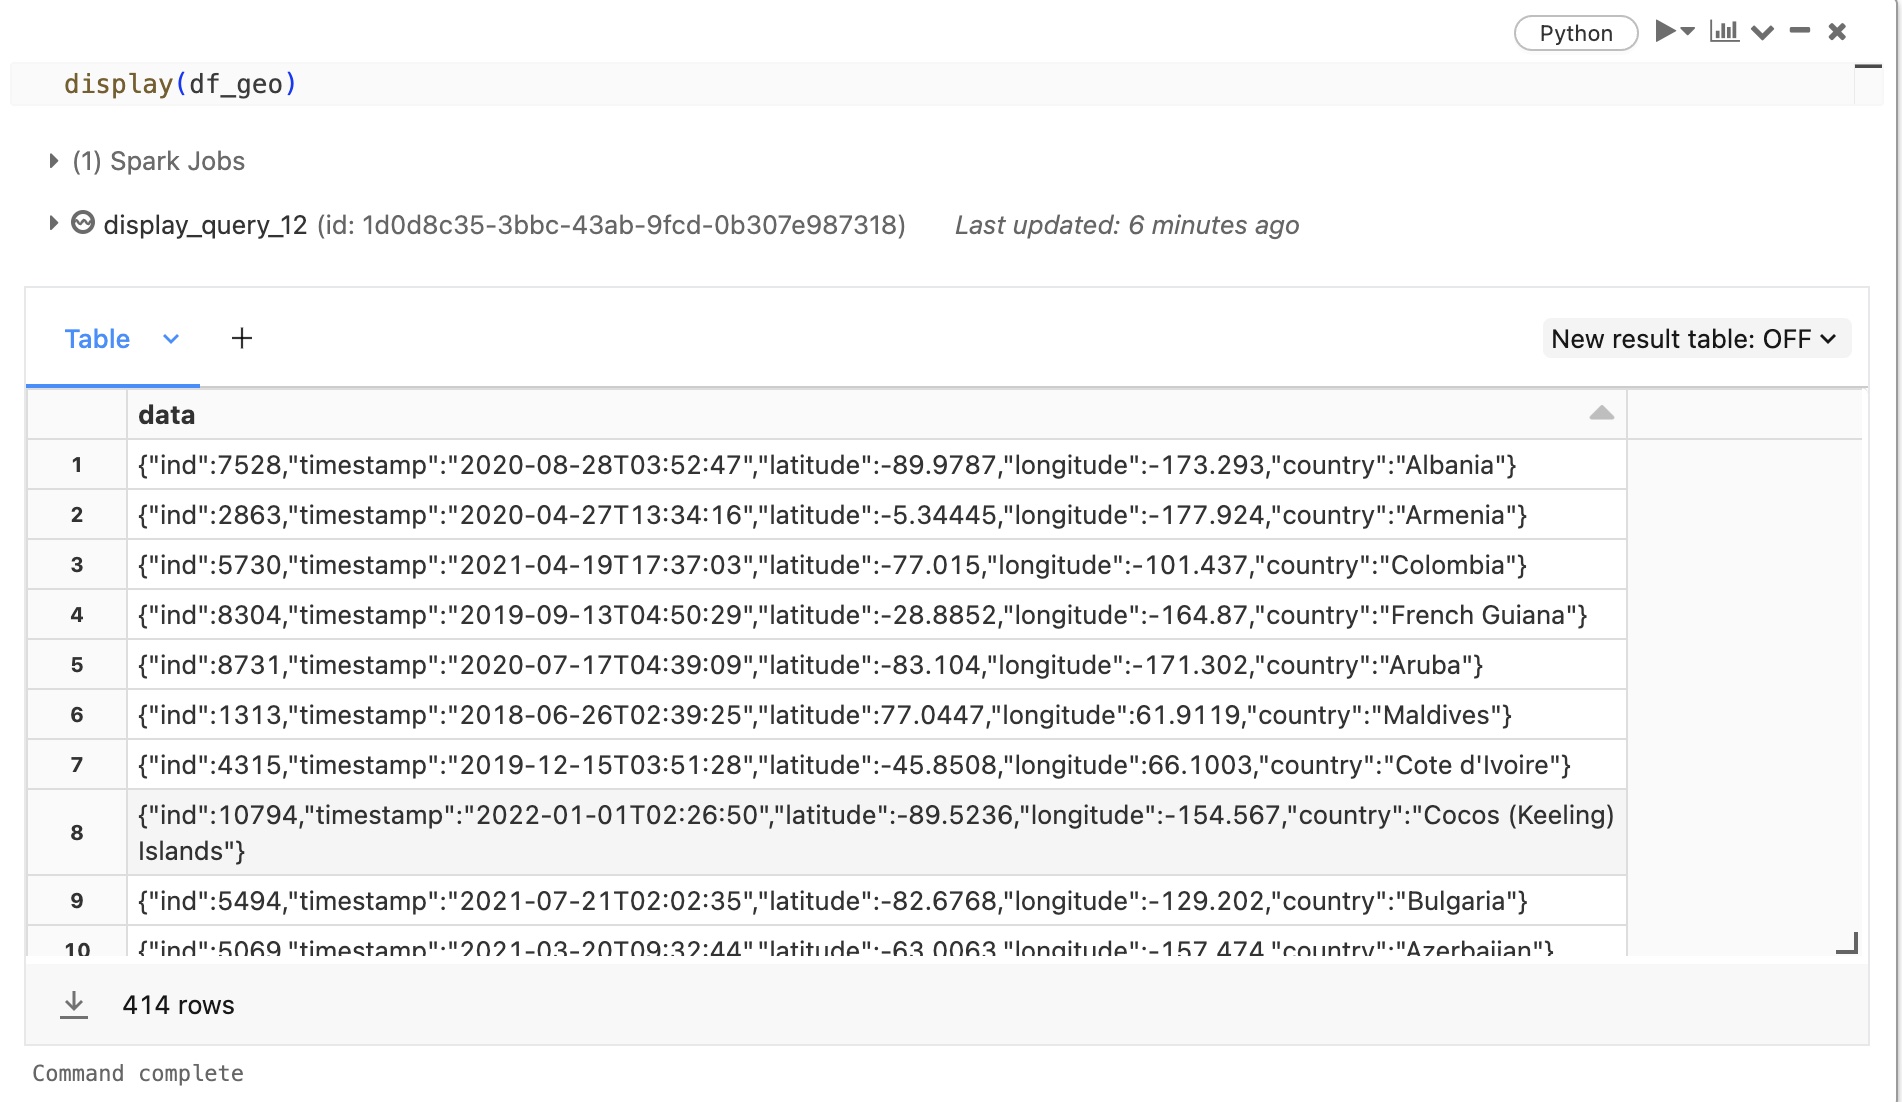 Python
display(df_geo)
(1) Spark Jobs
display_query_12 (id: 1d0d8c35-3bbc-43ab-9fcd-0b307e987318) Last updated: 6 minutes ago
Table + New result table: OFF
data
1 {"ind":7528,"timestamp":"2020-08-28T03:52:47","latitude":-89.9787,"longitude":-173.293,"country":"Albania"}
2 {"ind":2863,"timestamp":"2020-04-27T13:34:16","latitude":-5.34445,"longitude":-177.924,"country":"Armenia"}
3 {"ind":5730,"timestamp":"2021-04-19T17:37:03","latitude":-77.015,"longitude":-101.437,"country":"Colombia"}
4 {"ind":8304,"timestamp":"2019-09-13T04:50:29","latitude":-28.8852,"longitude":-164.87,"country":"French Guiana"}
5 {"ind":8731,"timestamp":"2020-07-17T04:39:09","latitude":-83.104,"longitude":-171.302,"country":"Aruba"}
6 {"ind":1313,"timestamp":"2018-06-26T02:39:25","latitude":77.0447,"longitude":61.9119,"country":"Maldives"}
7 {"ind":4315,"timestamp":"2019-12-15T03:51:28","latitude":-45.8508,"longitude":66.1003,"country":"Cote d'Ivoire"}
8 {"ind":10794,"timestamp":"2022-01-01T02:26:50","latitude":-89.5236,"longitude":-154.567,"country":"Cocos (Keeling)
Islands"}
9 {"ind":5494,"timestamp":"2021-07-21T02:02:35","latitude":-82.6768,"longitude":-129.202,"country":"Bulgaria"}
10 {"ind":5069,"timestamp":"2021-03-20T09:32:44","latitude":-63.0063,"longitude":-157.474,"country":"Azerbaijan"}
414 rows
Command complete